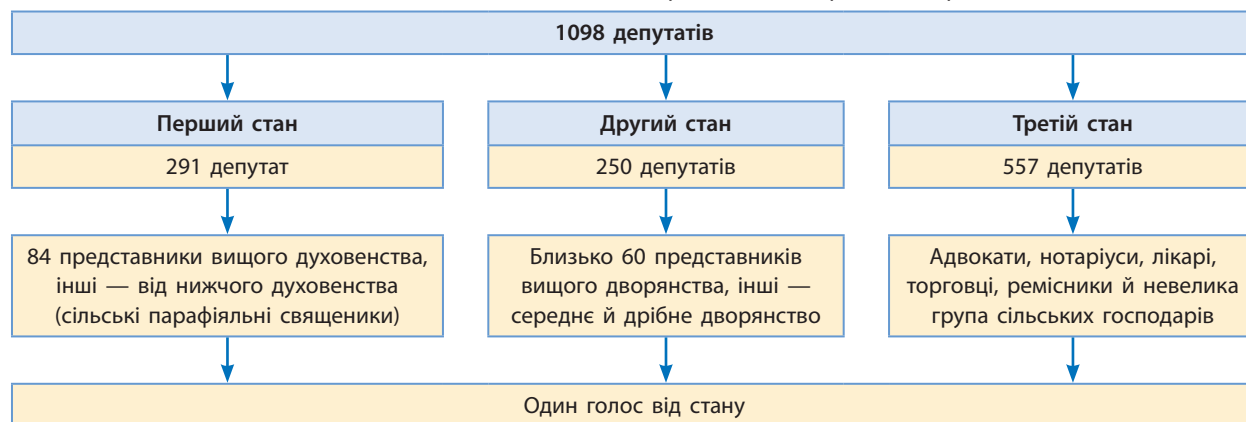 1098 депутатів
Перший стан
Другий стан
Третій стан
291 депутат
250 депутатів
557 депутатів
84 представники вищого духовенства,
інші — від нижчого духовенства
(сільські парафіяльні священики)
Близько 60 представників
вищого дворянства, інші —
середнє й дрібне дворянство
Адвокати, нотаріуси, лікарі,
торговці, ремісники й невелика
група сільських господарів
Один голос від стану